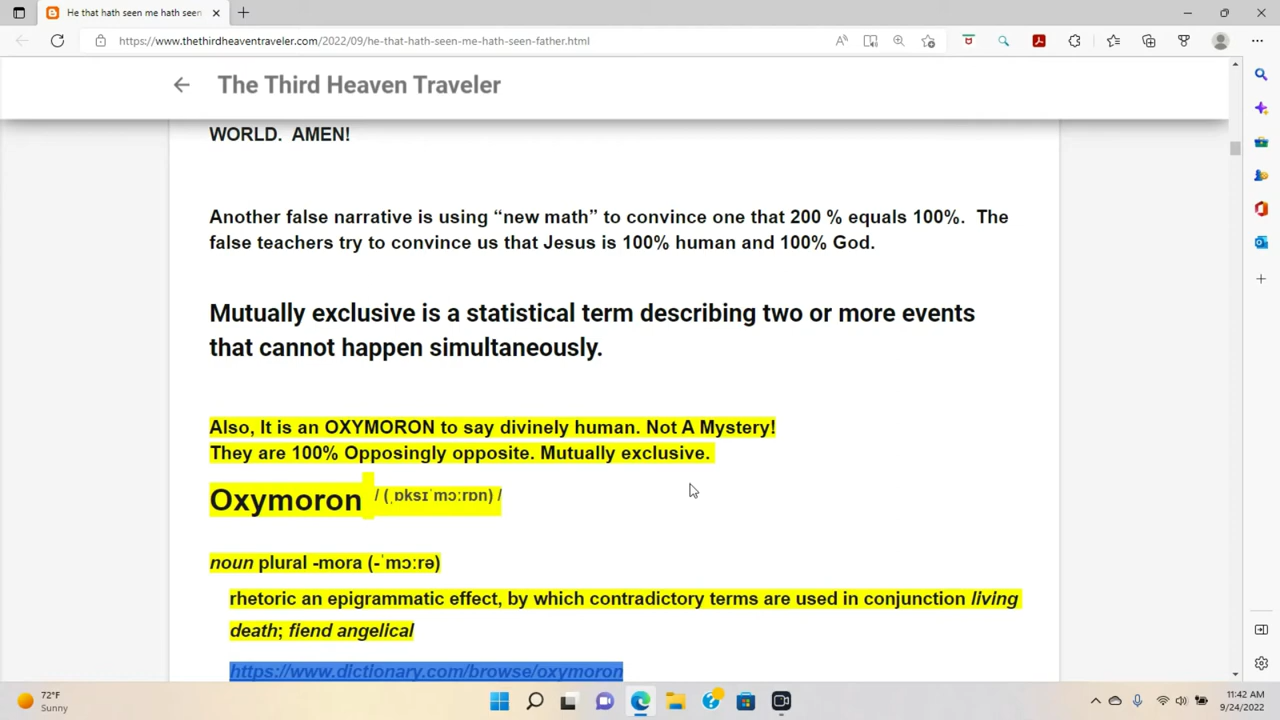 He that hath seen me hath seen
https://www.thethirdheaventraveler.com/2022/09/he-that-hath-seen-me-hath-seen-father.html
The Third Heaven Traveler
WORLD.  AMEN!
Another false narrative is using “new math” to convince one that 200 % equals 100%.  The
false teachers try to convince us that Jesus is 100% human and 100% God.
Mutually exclusive is a statistical term describing two or more events
that cannot happen simultaneously.
Also, It is an OXYMORON to say divinely human. Not A Mystery!
They are 100% Opposingly opposite. Mutually exclusive.
Oxymoron / (ˌɒksɪˈmɔːrɒn) /
noun plural -mora (-ˈmɔːrə)
rhetoric an epigrammatic effect, by which contradictory terms are used in conjunction living
death; fiend angelical
https://www.dictionary.com/browse/oxymoron
72°F
Sunny
11:42 AM
9/24/2022